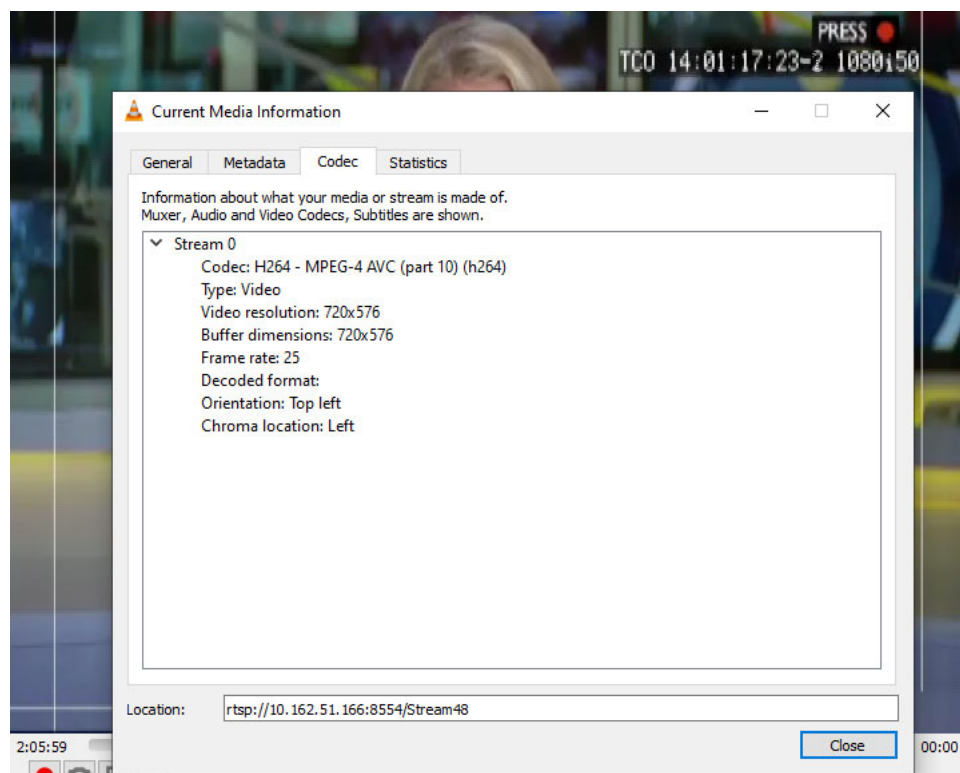 PRESS
TCO 14:01:17:23-2 1080i50
Current Media Information
General Metadata Codec Statistics
Information about what your media or stream is made of.
Muxer, Audio and Video Codecs, Subtitles are shown.
Stream 0
Codec: H264 - MPEG-4 AVC (part 10) (h264)
Type: Video
Video resolution: 720x576
Buffer dimensions: 720x576
Frame rate: 25
Decoded format:
Orientation: Top left
Chroma location: Left
Location: rtsp://10.162.51.166:8554/Stream48
Close
2:05:59 00:00